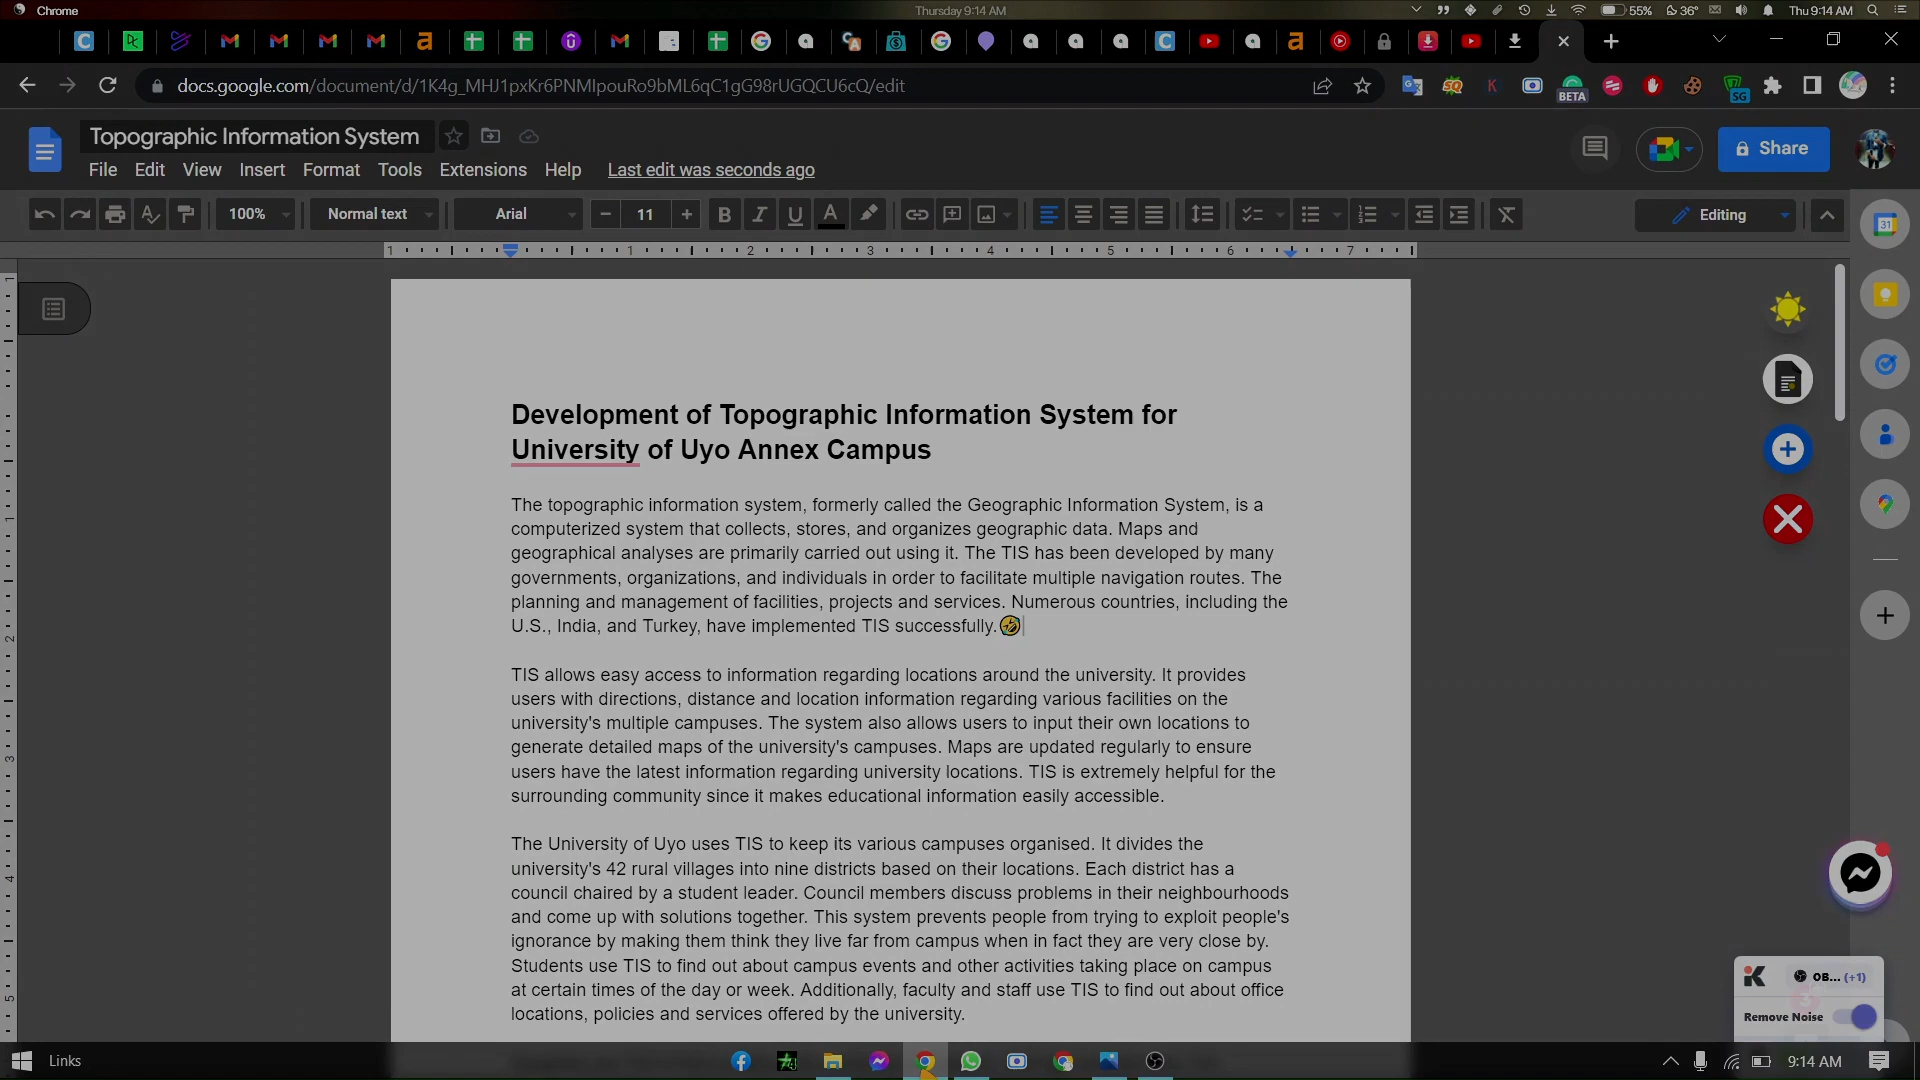 Chrome
Thursday 9:14 AM
55%
36°
Thu 9:14 AM
docs.google.com/document/d/1K4g_MHJ1pxKr6PNMIpouRo9bML6qC1gG98rUGQCU6cQ/edit
BETA
SG
Topographic Information System
Share
File Edit View Insert Format Tools Extensions Help Last edit was seconds ago
100% Normal text Arial 11 B I U A Editing
1 1 2 3 4 5 6 7
31
Development of Topographic Information System for
University of Uyo Annex Campus
The topographic information system, formerly called the Geographic Information System, is a
computerized system that collects, stores, and organizes geographic data. Maps and
geographical analyses are primarily carried out using it. The TIS has been developed by many
governments, organizations, and individuals in order to facilitate multiple navigation routes. The
planning and management of facilities, projects and services. Numerous countries, including the
U.S., India, and Turkey, have implemented TIS successfully.🤣
TIS allows easy access to information regarding locations around the university. It provides
users with directions, distance and location information regarding various facilities on the
university's multiple campuses. The system also allows users to input their own locations to
generate detailed maps of the university's campuses. Maps are updated regularly to ensure
users have the latest information regarding university locations. TIS is extremely helpful for the
surrounding community since it makes educational information easily accessible.
The University of Uyo uses TIS to keep its various campuses organised. It divides the
university's 42 rural villages into nine districts based on their locations. Each district has a
council chaired by a student leader. Council members discuss problems in their neighbourhoods
and come up with solutions together. This system prevents people from trying to exploit people's
ignorance by making them think they live far from campus when in fact they are very close by.
Students use TIS to find out about campus events and other activities taking place on campus
at certain times of the day or week. Additionally, faculty and staff use TIS to find out about office
locations, policies and services offered by the university.
OB... (+1)
Remove Noise
Links
9:14 AM